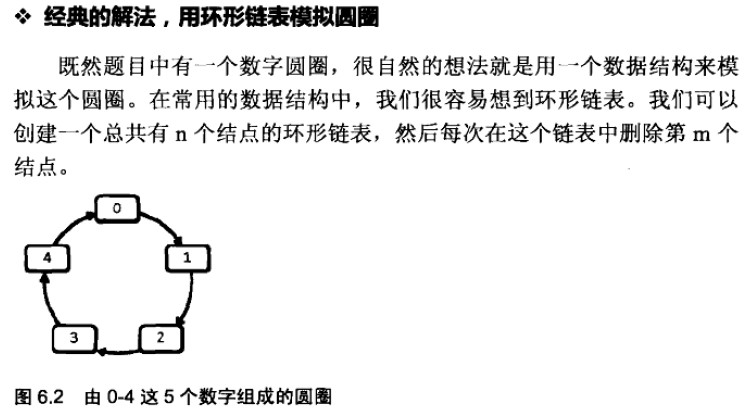 ❖ 经典的解法，用环形链表模拟圆圈
既然题目中有一个数字圆圈，很自然的想法就是用一个数据结构来模
拟这个圆圈。在常用的数据结构中，我们很容易想到环形链表。我们可以
创建一个总共有 n 个结点的环形链表，然后每次在这个链表中删除第 m 个
结点。
0
4
1
3
2
图 6.2 由 0-4 这 5 个数字组成的圆圈